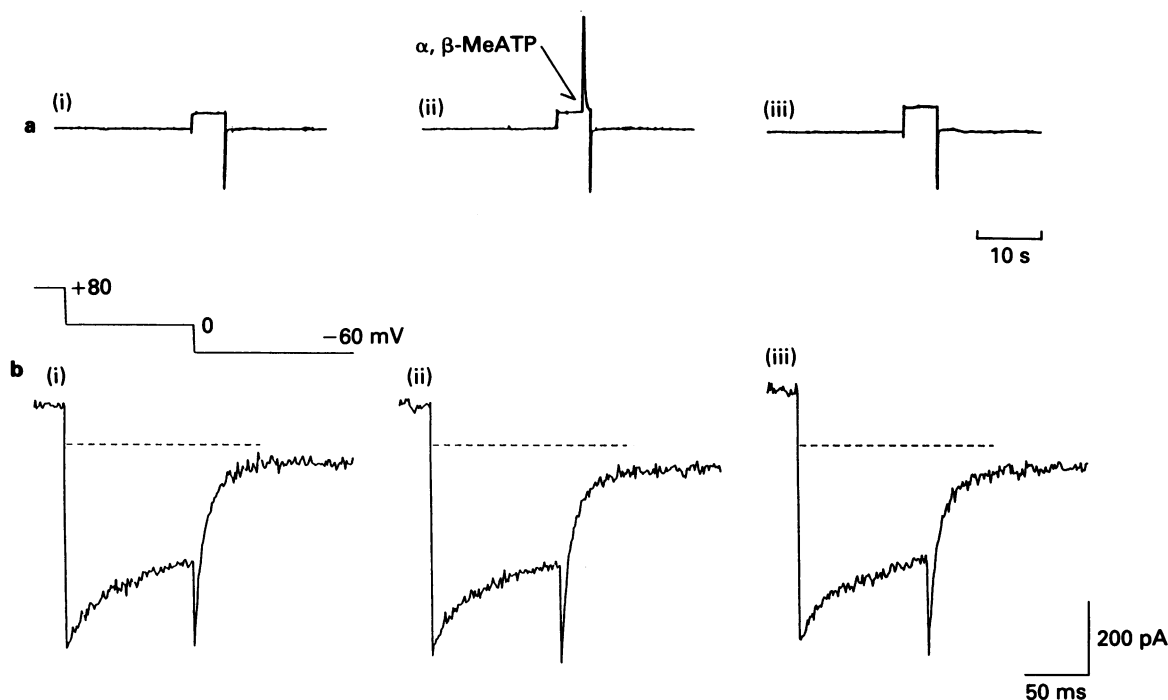 α, β-MeATP
(i)
(ii)
(iii)
a
10 s
+80
0
−60 mV
b
(i)
(ii)
(iii)
200 pA
50 ms